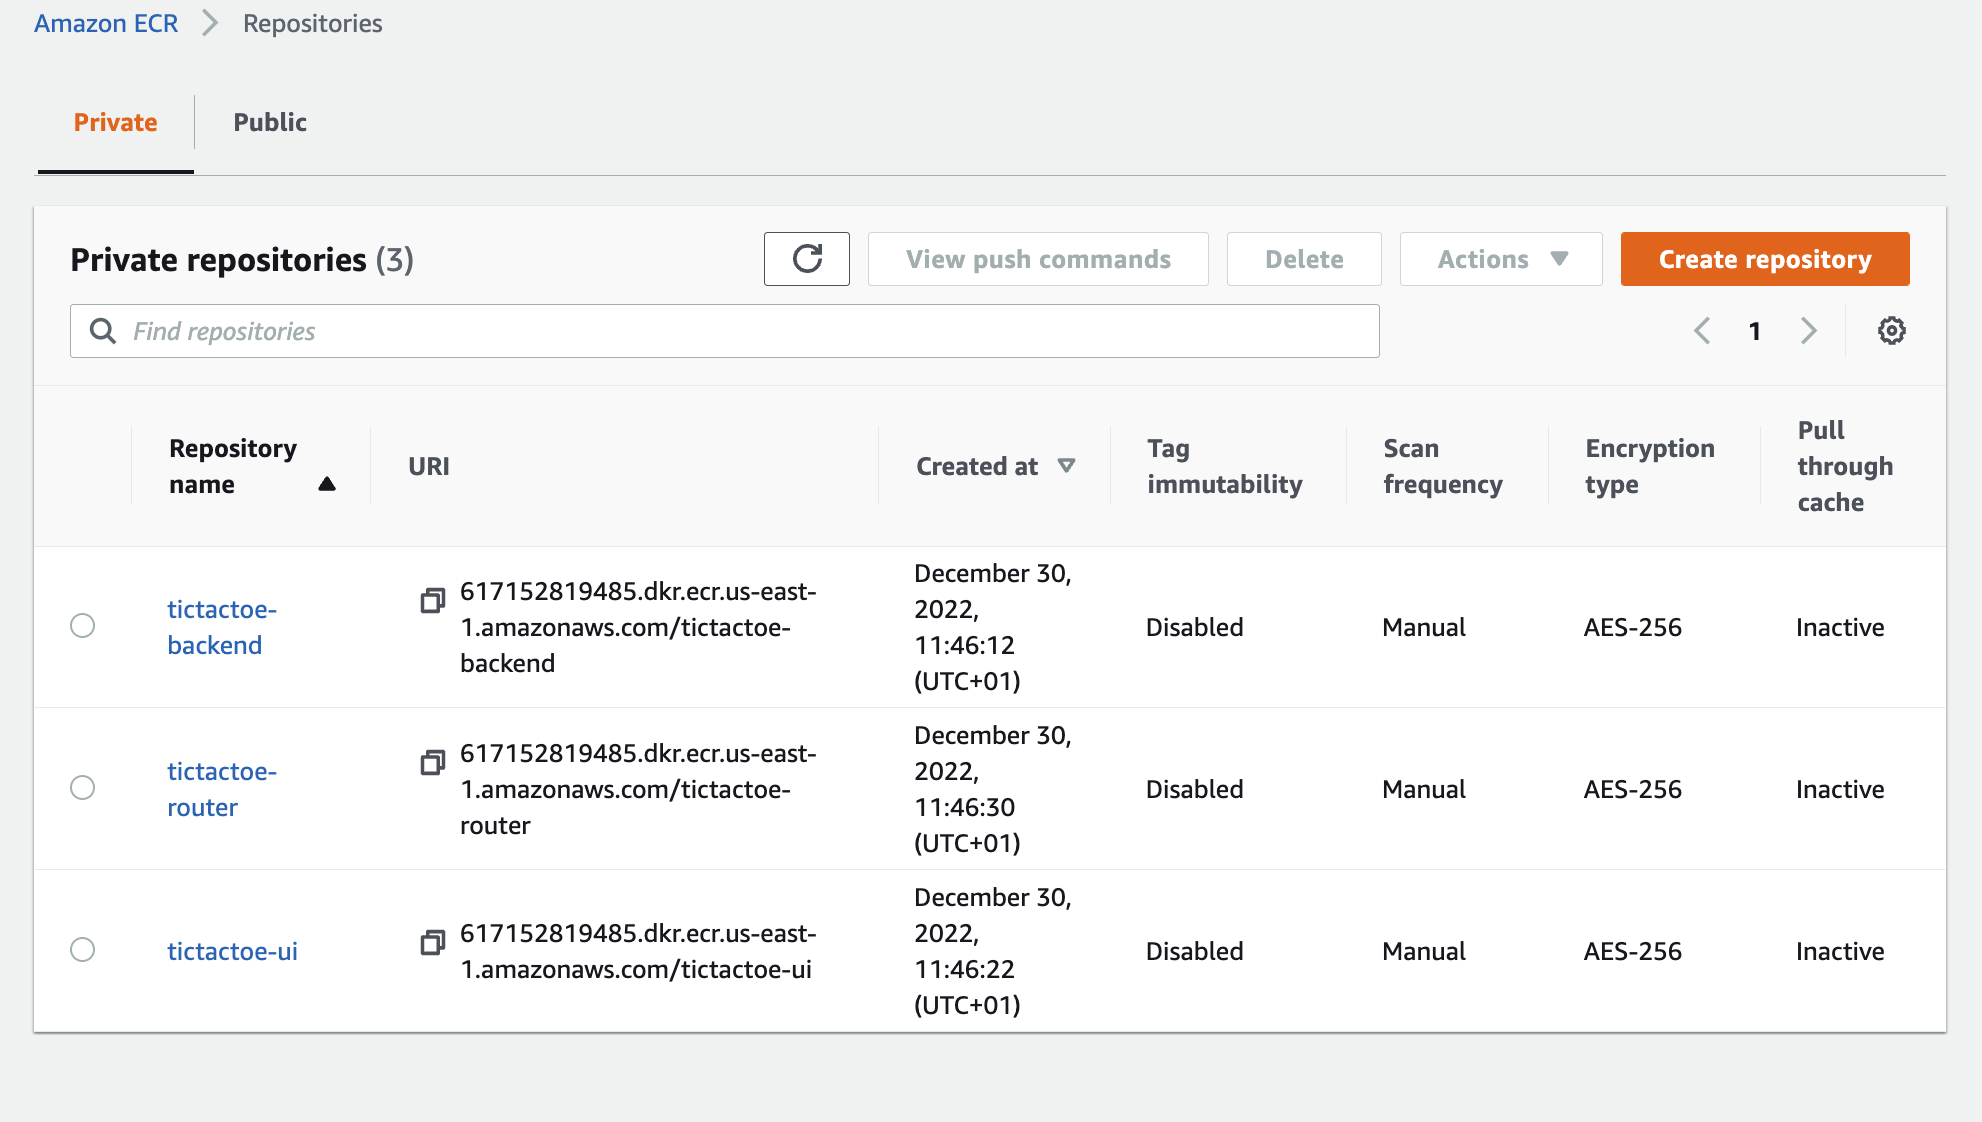 Amazon ECR > Repositories
Private
Public
Private repositories (3)
View push commands
Delete
Actions
Create repository
Find repositories
1
Repository name
URI
Created at
Tag immutability
Scan frequency
Encryption type
Pull through cache
tictactoe-
backend
617152819485.dkr.ecr.us-east-
1.amazonaws.com/tictactoe-
backend
December 30,
2022,
11:46:12
(UTC+01)
Disabled
Manual
AES-256
Inactive
tictactoe-
router
617152819485.dkr.ecr.us-east-
1.amazonaws.com/tictactoe-
router
December 30,
2022,
11:46:30
(UTC+01)
Disabled
Manual
AES-256
Inactive
tictactoe-ui
617152819485.dkr.ecr.us-east-
1.amazonaws.com/tictactoe-ui
December 30,
2022,
11:46:22
(UTC+01)
Disabled
Manual
AES-256
Inactive